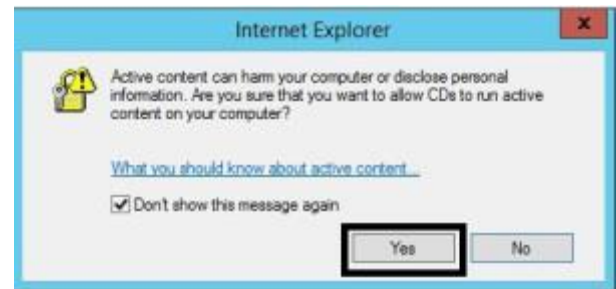 Internet Explorer
x
Active content can harm your computer or disclose personal
information. Are you sure that you want to allow CDs to run active
content on your computer?
What you should know about active content...
Don't show this message again
Yes
No